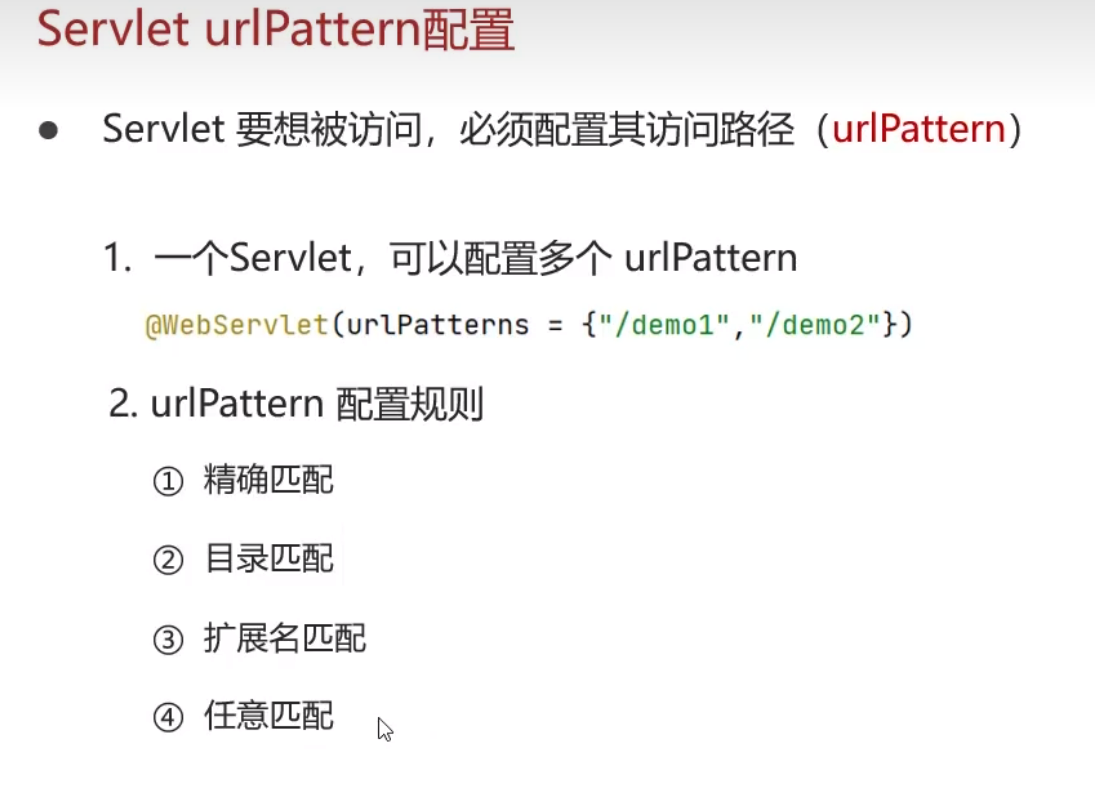 Servlet urlPattern配置
● Servlet 要想被访问，必须配置其访问路径（urlPattern）
1. 一个Servlet，可以配置多个 urlPattern
@WebServlet(urlPatterns = {"/demo1","/demo2"})
2. urlPattern 配置规则
① 精确匹配
② 目录匹配
③ 扩展名匹配
④ 任意匹配